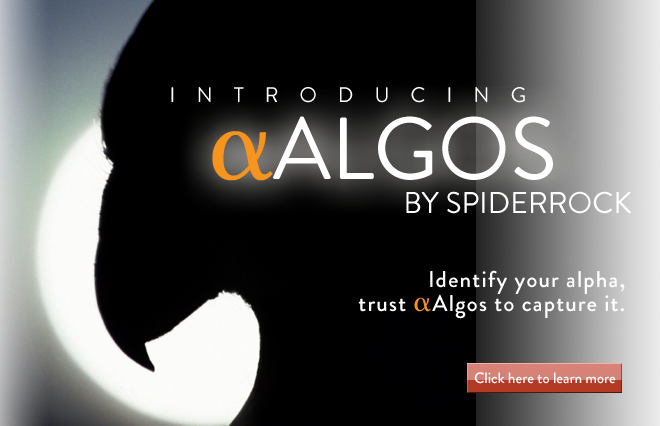 INTRODUCING
αALGOS
BY SPIDERROCK
Identify your alpha,
trust αAlgos to capture it.
Click here to learn more